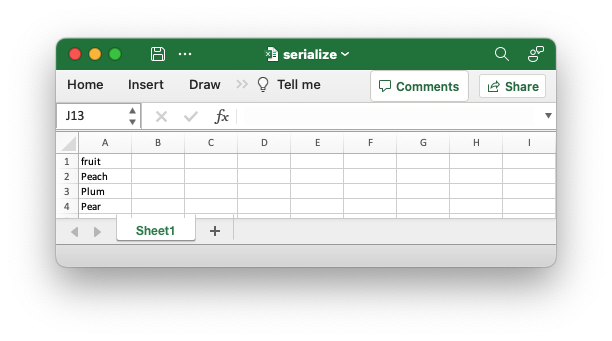 serialize
Home Insert Draw Tell me Comments Share
J13 fx
A B C D E F G H I
1 fruit
2 Peach
3 Plum
4 Pear
Sheet1 +